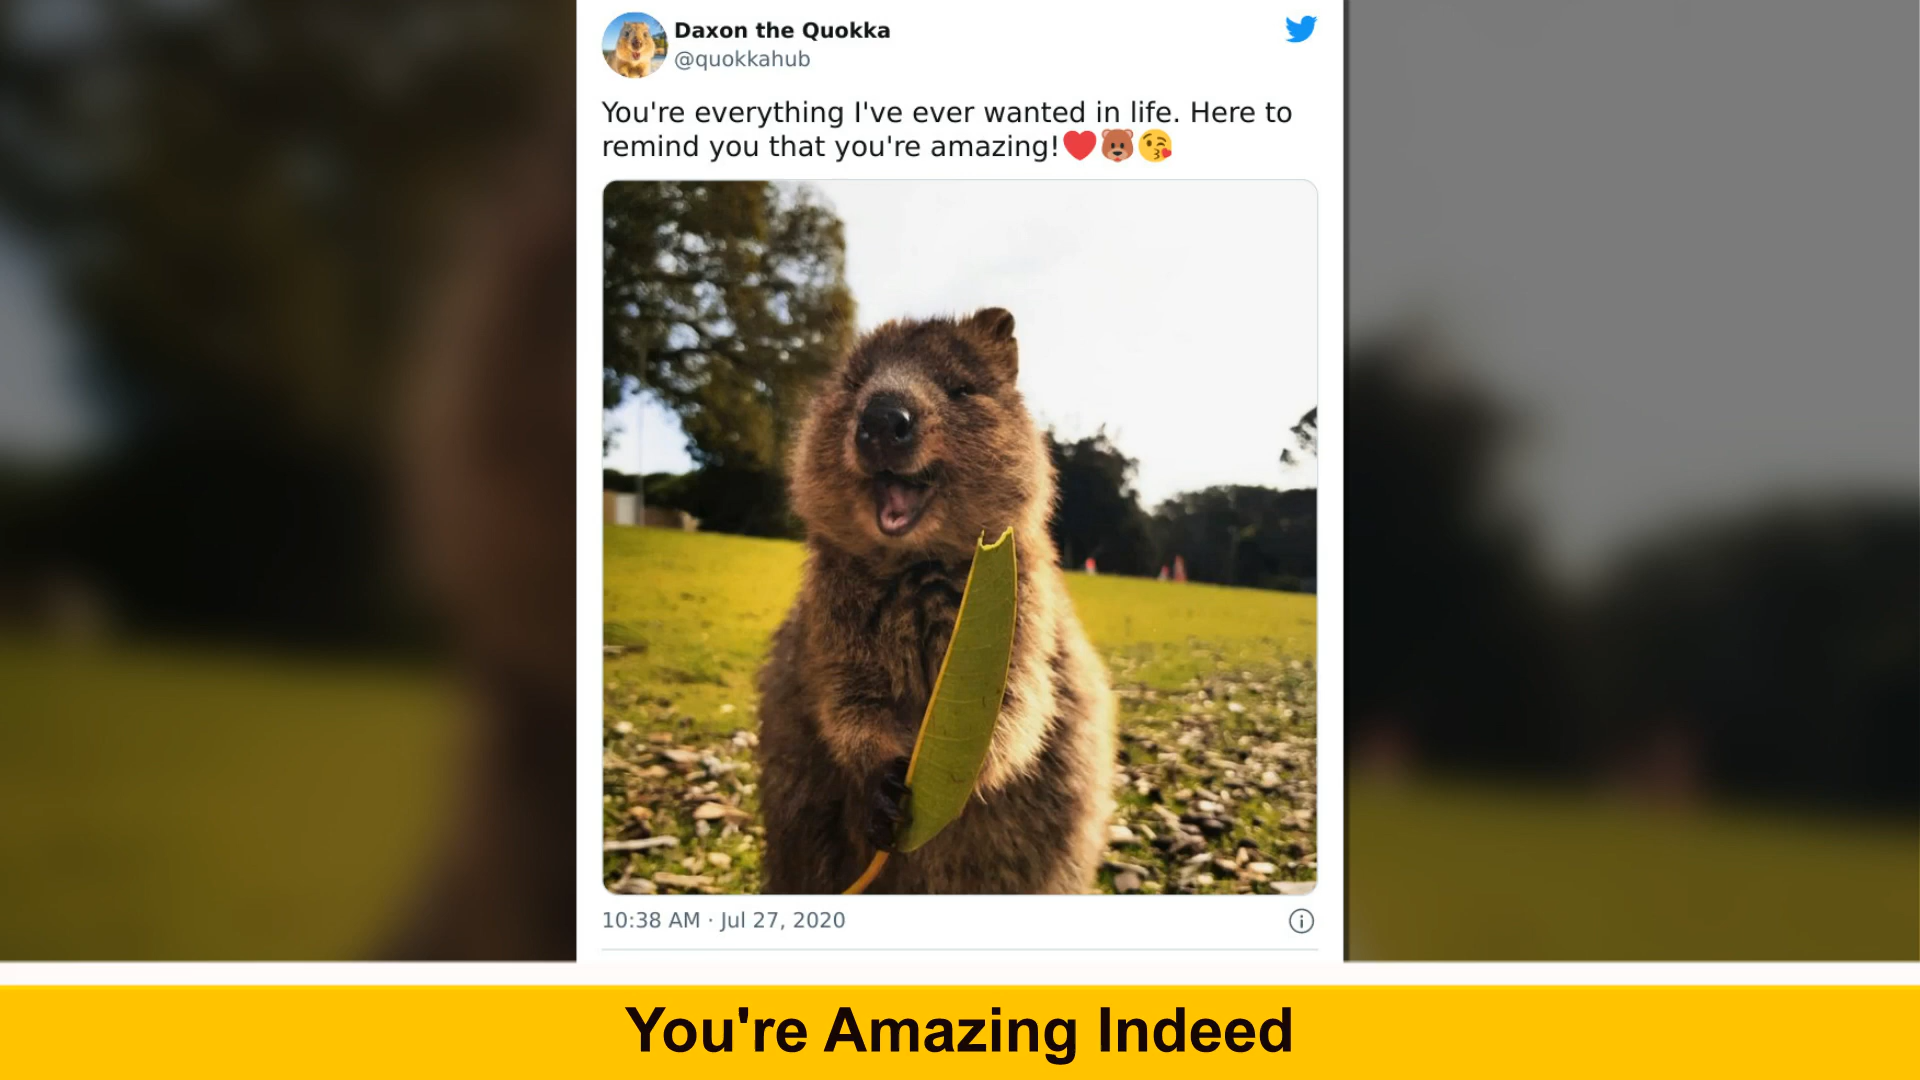 Daxon the Quokka
@quokkahub
You're everything I've ever wanted in life. Here to
remind you that you're amazing!❤️🐻😘
10:38 AM · Jul 27, 2020
You're Amazing Indeed